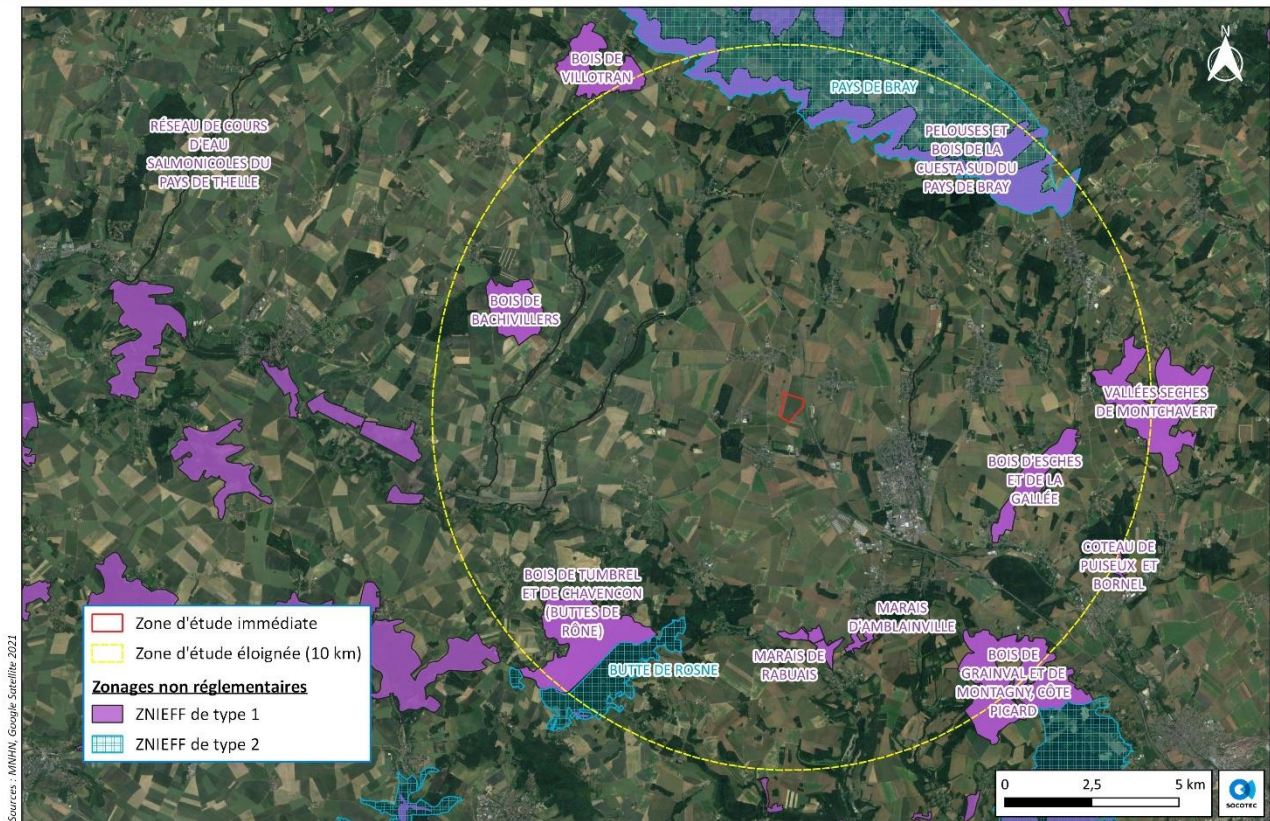 BOIS DE
VILLOTRAN
N
PAYS DE BRAY
RÉSEAU DE COURS
D'EAU
SALMONICOLES DU
PAYS DE THELLE
PELOUSES ET
BOIS DE LA
CUESTA SUD DU
PAYS DE BRAY
BOIS DE
BACHIVILLERS
VALLÉES SECHES
DE MONTCHAVERT
BOIS D'ESCHES
ET DE LA
GALLÉE
COTEAU DE
PUISEUX ET
BORNEL
BOIS DE TUMBREL
ET DE CHAVENCON
(BUTTES DE
RÔNE)
BUTTE DE ROSNE
MARAIS
D'AMBLAINVILLE
MARAIS DE
RABUAIS
BOIS DE
GRAINVAL ET DE
MONTAGNY, CÔTE
PICARD
Zone d'étude immédiate
Zone d'étude éloignée (10 km)
Zonages non réglementaires
ZNIEFF de type 1
ZNIEFF de type 2
0 2,5 5 km
SOCOTEC
Sources : MNHN, Google Satellite 2021